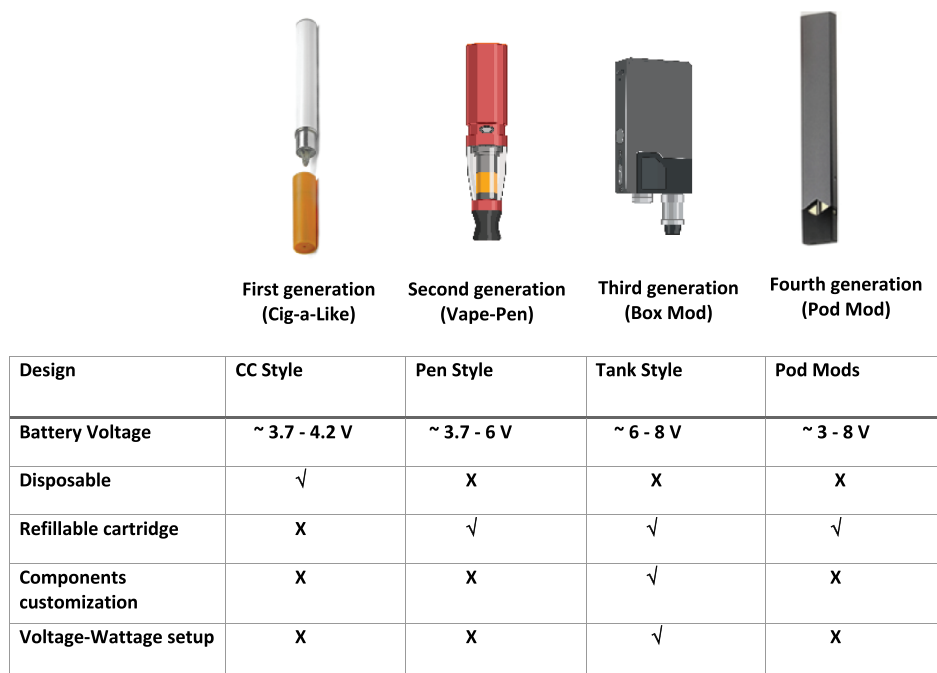 First generation
(Cig-a-Like)
Second generation
(Vape-Pen)
Third generation
(Box Mod)
Fourth generation
(Pod Mod)
Design CC Style Pen Style Tank Style Pod Mods
Battery Voltage ~ 3.7 - 4.2 V ~ 3.7 - 6 V ~ 6 - 8 V ~ 3 - 8 V
Disposable √ X X X
Refillable cartridge X √ √ √
Components
customization X X √ X
Voltage-Wattage setup X X √ X